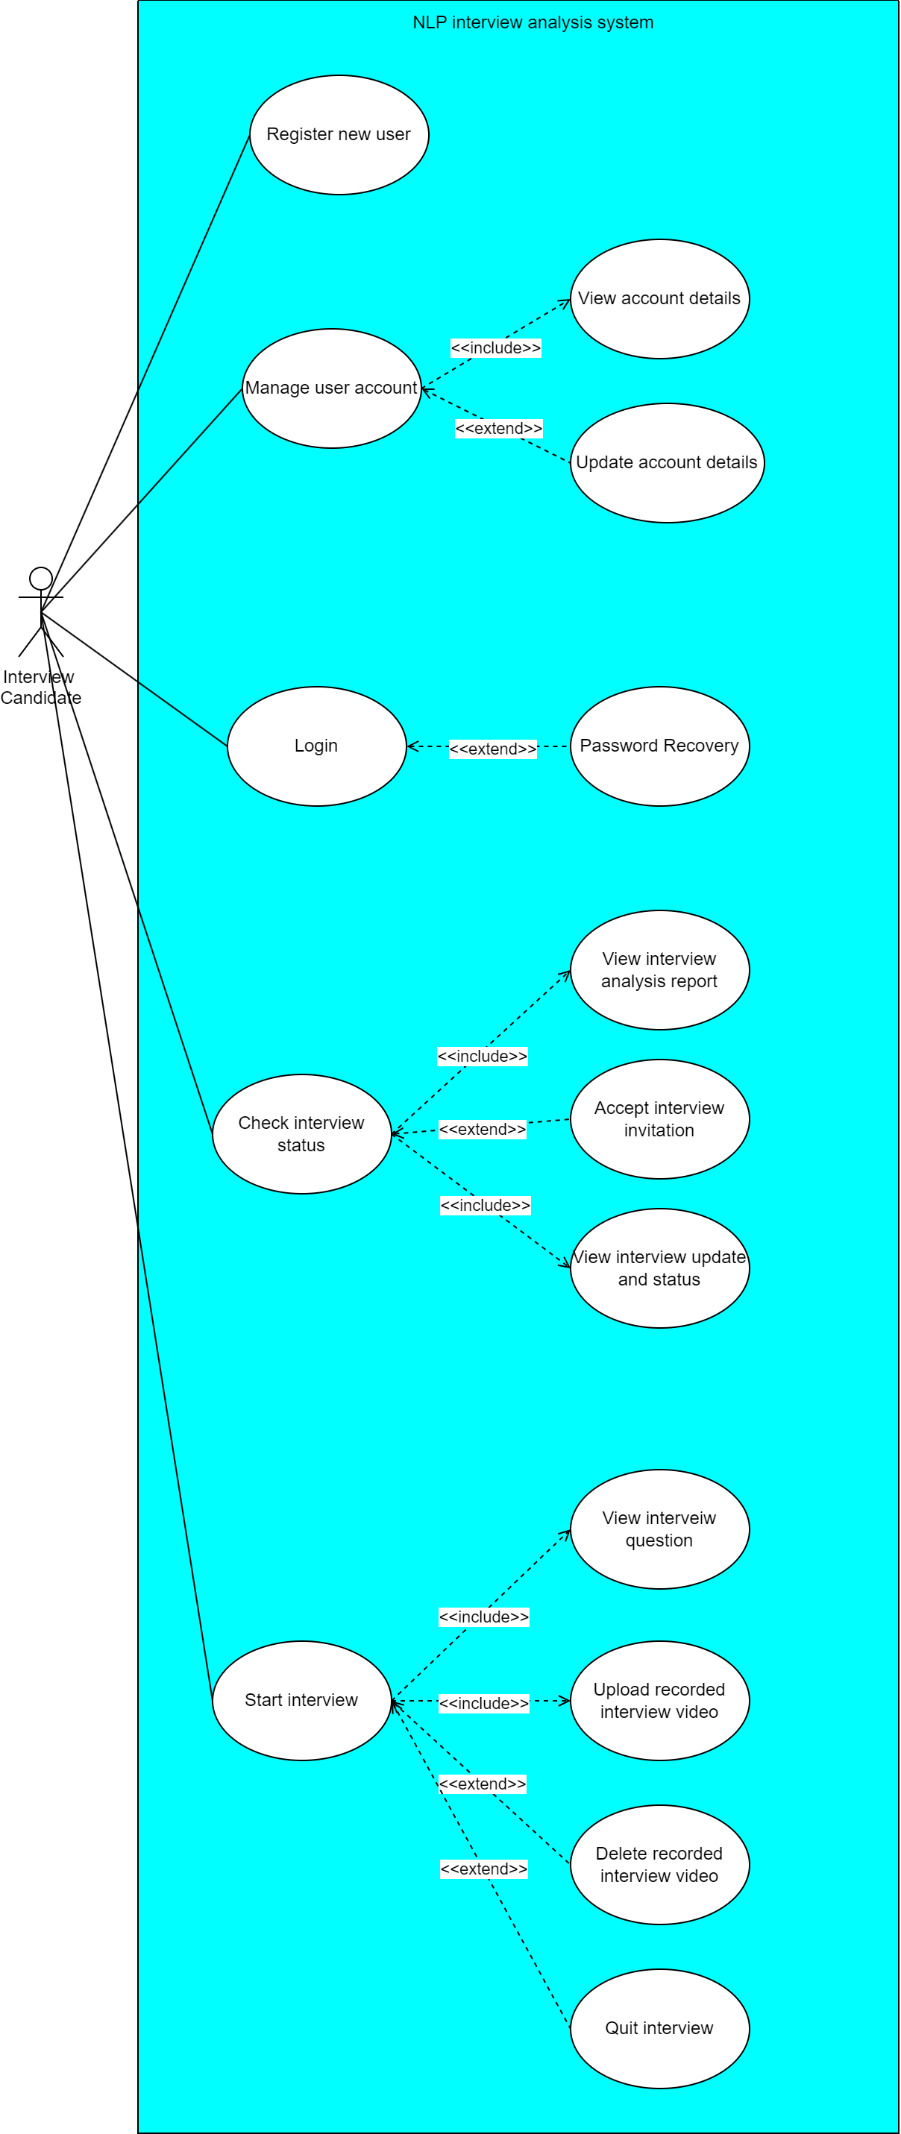 NLP interview analysis system
Register new user
View account details
<<include>>
Manage user account
<<extend>>
Update account details
Interview
Candidate
Login
<<extend>>
Password Recovery
View interview
analysis report
<<include>>
Check interview
status
Accept interview
invitation
<<extend>>
<<include>>
View interview update
and status
View interveiw
question
<<include>>
Start interview
<<include>>
Upload recorded
interview video
<<extend>>
Delete recorded
interview video
<<extend>>
Quit interview